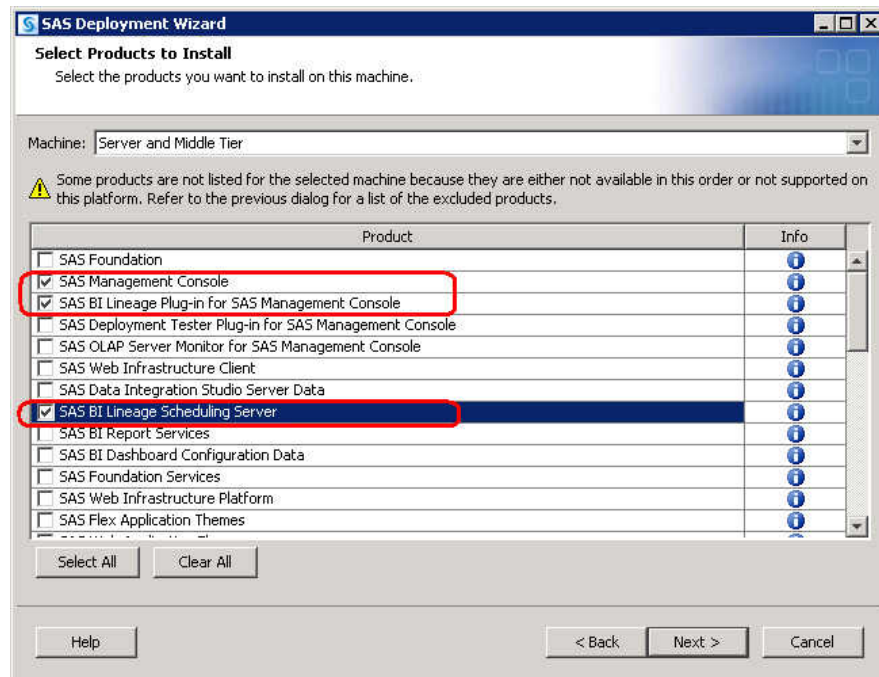 SAS Deployment Wizard
Select Products to Install
Select the products you want to install on this machine.
Machine: Server and Middle Tier
Some products are not listed for the selected machine because they are either not available in this order or not supported on
this platform. Refer to the previous dialog for a list of the excluded products.
Product Info
SAS Foundation
SAS Management Console
SAS BI Lineage Plug-in for SAS Management Console
SAS Deployment Tester Plug-in for SAS Management Console
SAS OLAP Server Monitor for SAS Management Console
SAS Web Infrastructure Client
SAS Data Integration Studio Server Data
SAS BI Lineage Scheduling Server
SAS BI Report Services
SAS BI Dashboard Configuration Data
SAS Foundation Services
SAS Web Infrastructure Platform
SAS Flex Application Themes
Select All Clear All
Help < Back Next > Cancel